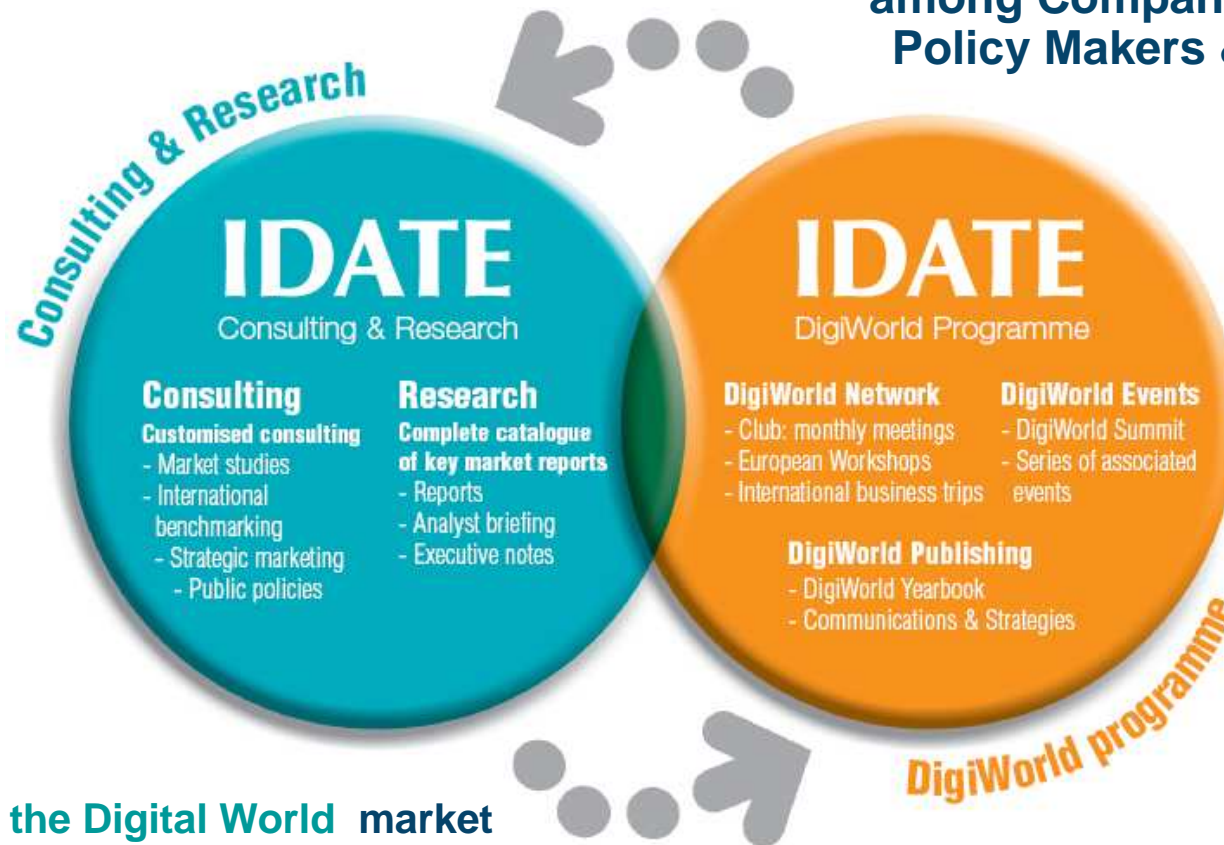 among Compan
Policy Makers &
Consulting & Research
IDATE
Consulting & Research
Consulting
Customised consulting
- Market studies
- International
benchmarking
- Strategic marketing
- Public policies
Research
Complete catalogue
of key market reports
- Reports
- Analyst briefing
- Executive notes
IDATE
DigiWorld Programme
DigiWorld Network
- Club: monthly meetings
- European Workshops
- International business trips
DigiWorld Events
- DigiWorld Summit
- Series of associated
events
DigiWorld Publishing
- DigiWorld Yearbook
- Communications & Strategies
DigiWorld programme
the Digital World market